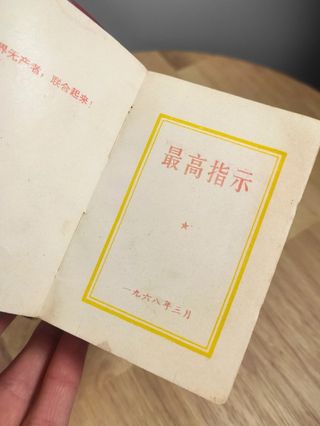 界无产者，联合起来！
最高指示
一九六八年三月